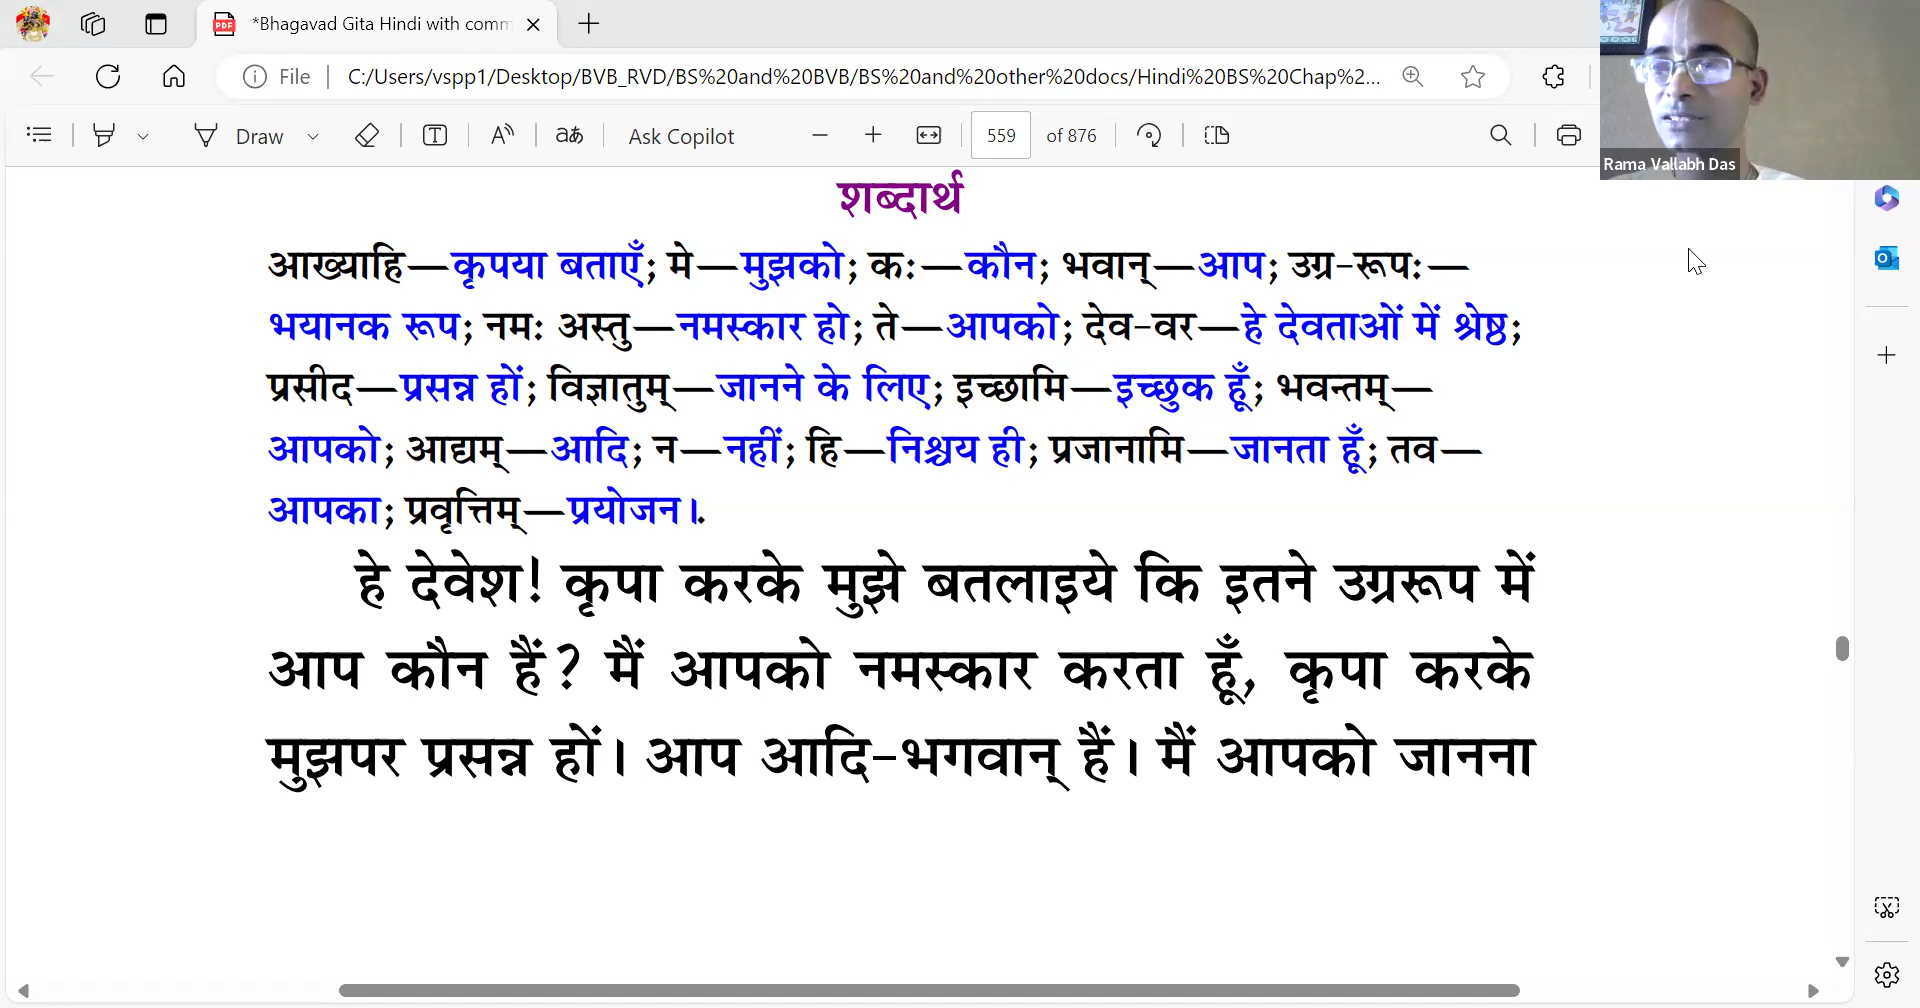 *Bhagavad Gita Hindi with comm
File
C:/Users/vspp1/Desktop/BVB_RVD/BS%20and%20BVB/BS%20and%20other%20docs/Hindi%20BS%20Chap%2...
Draw
Ask Copilot
559 of 876
Rama Vallabh Das
शब्दार्थ
आख्याहि—कृपया बताएँ; मे—मुझको; कः—कौन; भवान्—आप; उग्र-रूपः—
भयानक रूप; नमः अस्तु—नमस्कार हो; ते—आपको; देव-वर—हे देवताओं में श्रेष्ठ;
प्रसीद—प्रसन्न हों; विज्ञातुम्—जानने के लिए; इच्छामि—इच्छुक हूँ; भवन्तम्—
आपको; आद्यम्—आदि; न—नहीं; हि—निश्चय ही; प्रजानामि—जानता हूँ; तव—
आपका; प्रवृत्तिम्—प्रयोजन।.
हे देवेश! कृपा करके मुझे बतलाइये कि इतने उग्ररूप में
आप कौन हैं? मैं आपको नमस्कार करता हूँ, कृपा करके
मुझपर प्रसन्न हों। आप आदि-भगवान् हैं। मैं आपको जानना